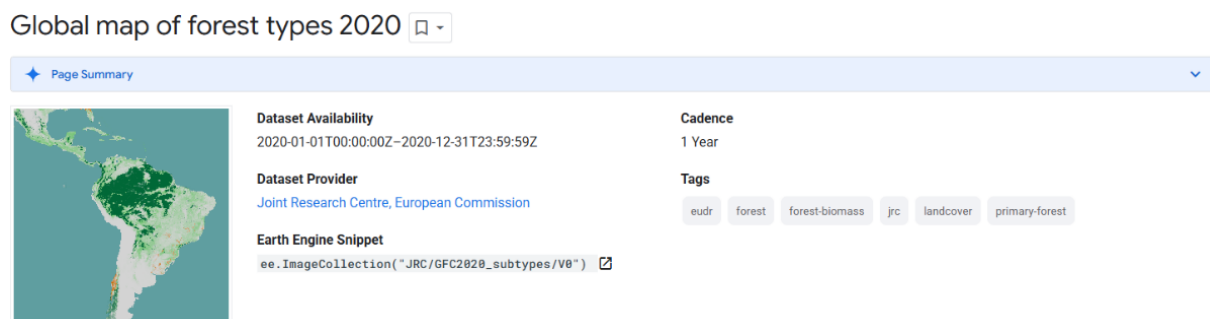 Global map of forest types 2020
Page Summary
Dataset Availability
2020-01-01T00:00:00Z–2020-12-31T23:59:59Z
Dataset Provider
Joint Research Centre, European Commission
Earth Engine Snippet
ee.ImageCollection("JRC/GFC2020_subtypes/V0")
Cadence
1 Year
Tags
eudr forest forest-biomass jrc landcover primary-forest